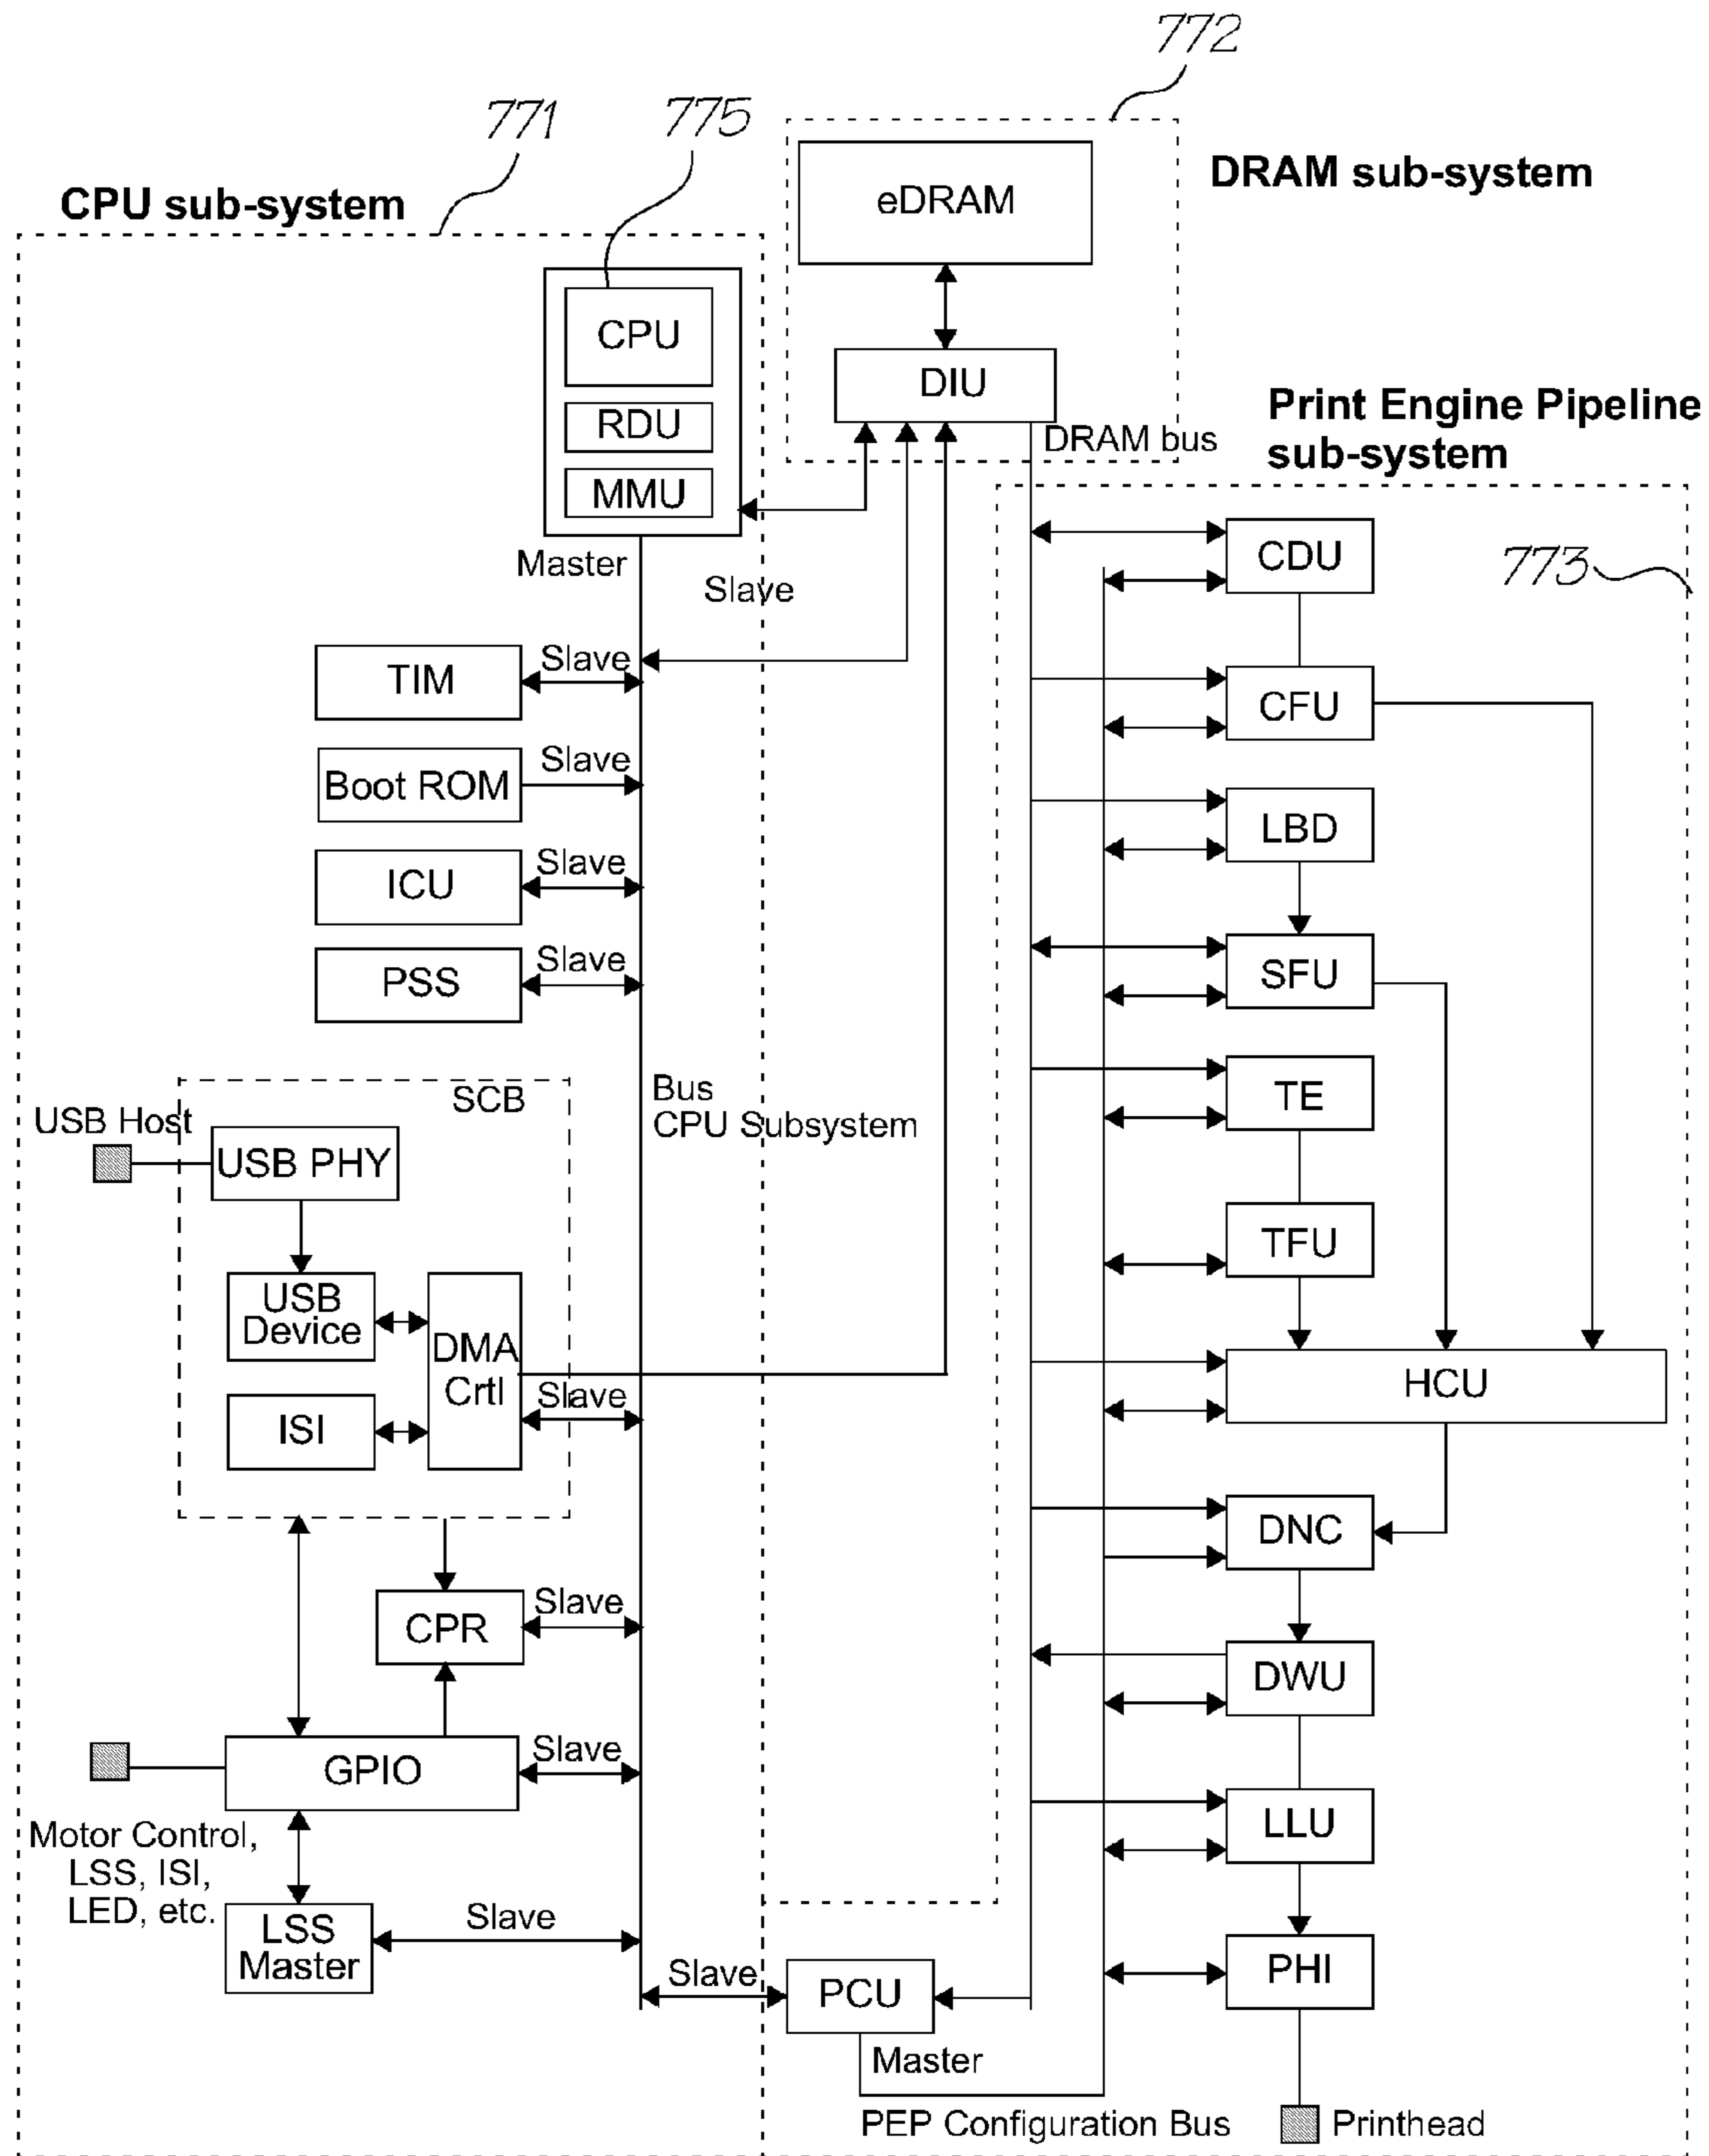 772
771
775
DRAM sub-system
CPU sub-system
eDRAM
CPU
DIU
RDU
MMU
DRAM bus
Print Engine Pipeline
sub-system
Master
Slave
CDU
773
TIM
Slave
CFU
Boot ROM
Slave
LBD
ICU
Slave
PSS
Slave
SFU
SCB
Bus
CPU Subsystem
TE
USB Host
USB PHY
TFU
USB
Device
DMA
Crtl
Slave
HCU
ISI
DNC
CPR
Slave
DWU
GPIO
Slave
LLU
Motor Control,
LSS, ISI,
LED, etc.
LSS
Master
Slave
Slave
PCU
PHI
Master
PEP Configuration Bus
Printhead